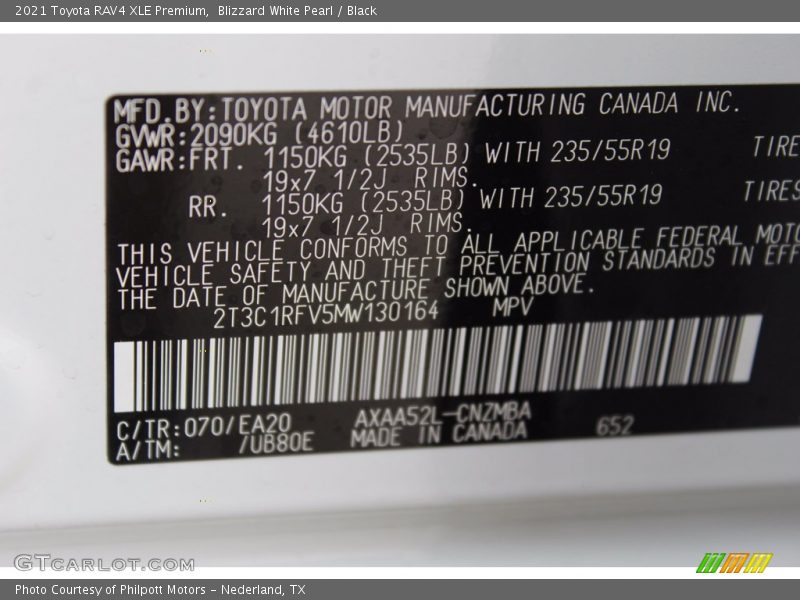 2021 Toyota RAV4 XLE Premium,  Blizzard White Pearl / Black
MFD.BY:TOYOTA MOTOR MANUFACTURING CANADA INC.
GVWR:2090KG (4610LB)
GAWR:FRT. 1150KG (2535LB) WITH 235/55R19 TIRE
19x7 1/2J RIMS.
RR. 1150KG (2535LB) WITH 235/55R19 TIRES
19x7 1/2J RIMS.
THIS VEHICLE CONFORMS TO ALL APPLICABLE FEDERAL MOTO
VEHICLE SAFETY AND THEFT PREVENTION STANDARDS IN EFF
THE DATE OF MANUFACTURE SHOWN ABOVE.
2T3C1RFV5MW130164 MPV
C/TR:070/EA20 AXAA52L-CNZMBA 652
A/TM: /UB80E MADE IN CANADA
GTCARLOT.COM
Photo Courtesy of Philpott Motors - Nederland, TX